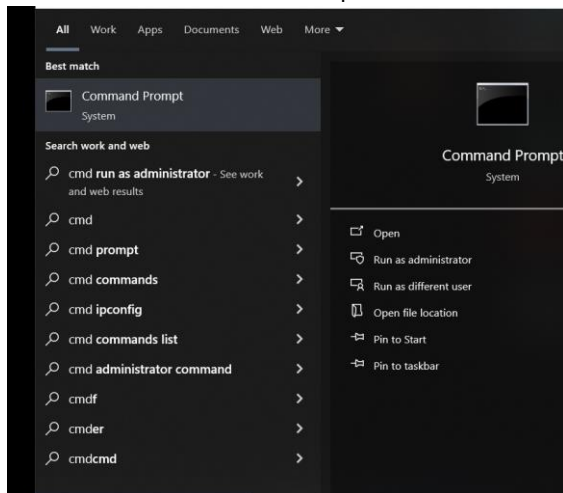 All Work Apps Documents Web More
Best match
Command Prompt
System
Search work and web
cmd run as administrator - See work
and web results
cmd
cmd prompt
cmd commands
cmd ipconfig
cmd commands list
cmd administrator command
cmdf
cmder
cmdcmd
Command Prompt
System
Open
Run as administrator
Run as different user
Open file location
Pin to Start
Pin to taskbar